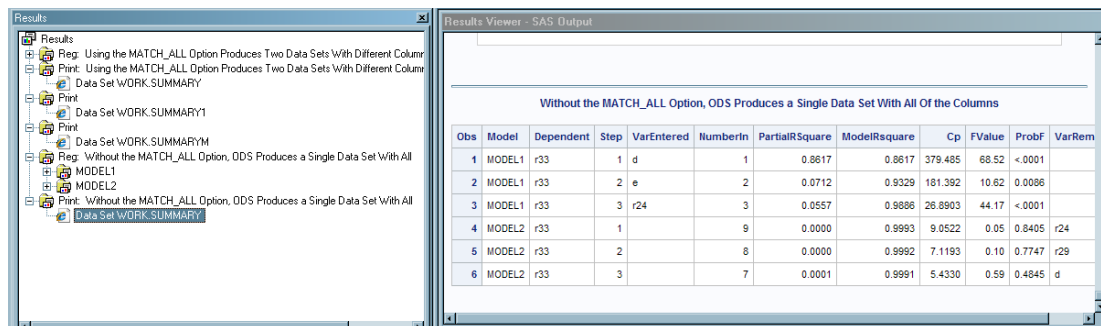 Results
Results
Reg: Using the MATCH_ALL Option Produces Two Data Sets With Different Column
Print: Using the MATCH_ALL Option Produces Two Data Sets With Different Column
Data Set WORK.SUMMARY
Print
Data Set WORK.SUMMARY1
Print
Data Set WORK.SUMMARYM
Reg: Without the MATCH_ALL Option, ODS Produces a Single Data Set With All
MODEL1
MODEL2
Print: Without the MATCH_ALL Option, ODS Produces a Single Data Set With All
Data Set WORK.SUMMARY
Results Viewer - SAS Output
Without the MATCH_ALL Option, ODS Produces a Single Data Set With All Of the Columns
Obs Model Dependent Step VarEntered NumberIn PartialRSquare ModelRsquare Cp FValue ProbF VarRem
1 MODEL1 r33 1 d 1 0.8617 0.8617 379.485 68.52 <.0001
2 MODEL1 r33 2 e 2 0.0712 0.9329 181.392 10.62 0.0086
3 MODEL1 r33 3 r24 3 0.0557 0.9886 26.8903 44.17 <.0001
4 MODEL2 r33 1 9 0.0000 0.9993 9.0522 0.05 0.8405 r24
5 MODEL2 r33 2 8 0.0000 0.9992 7.1193 0.10 0.7747 r29
6 MODEL2 r33 3 7 0.0001 0.9991 5.4330 0.59 0.4845 d